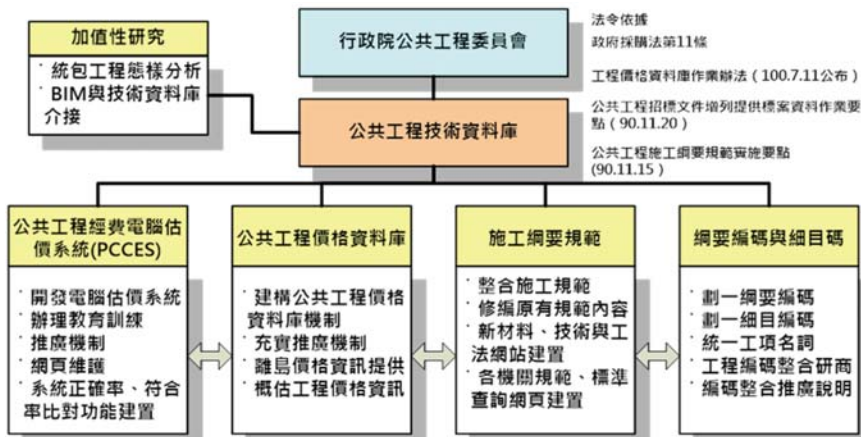 加值性研究
˙統包工程態樣分析
˙BIM與技術資料庫
介接
行政院公共工程委員會
法令依據
政府採購法第11條
工程價格資料庫作業辦法（100.7.11公布）
公共工程招標文件增列提供標案資料作業要
點（90.11.20）
公共工程施工綱要規範實施要點
(90.11.15）
公共工程技術資料庫
公共工程經費電腦估
價系統(PCCES)
˙開發電腦估價系統
˙辦理教育訓練
˙推廣機制
˙網頁維護
˙系統正確率、符合
率比對功能建置
公共工程價格資料庫
˙建構公共工程價格
資料庫機制
˙充實推廣機制
˙離島價格資訊提供
˙概估工程價格資訊
施工綱要規範
˙整合施工規範
˙修編原有規範內容
˙新材料、技術與工
法網站建置
˙各機關規範、標準
查詢網頁建置
綱要編碼與細目碼
˙劃一綱要編碼
˙劃一細目編碼
˙統一工項名詞
˙工程編碼整合研商
˙編碼整合推廣說明